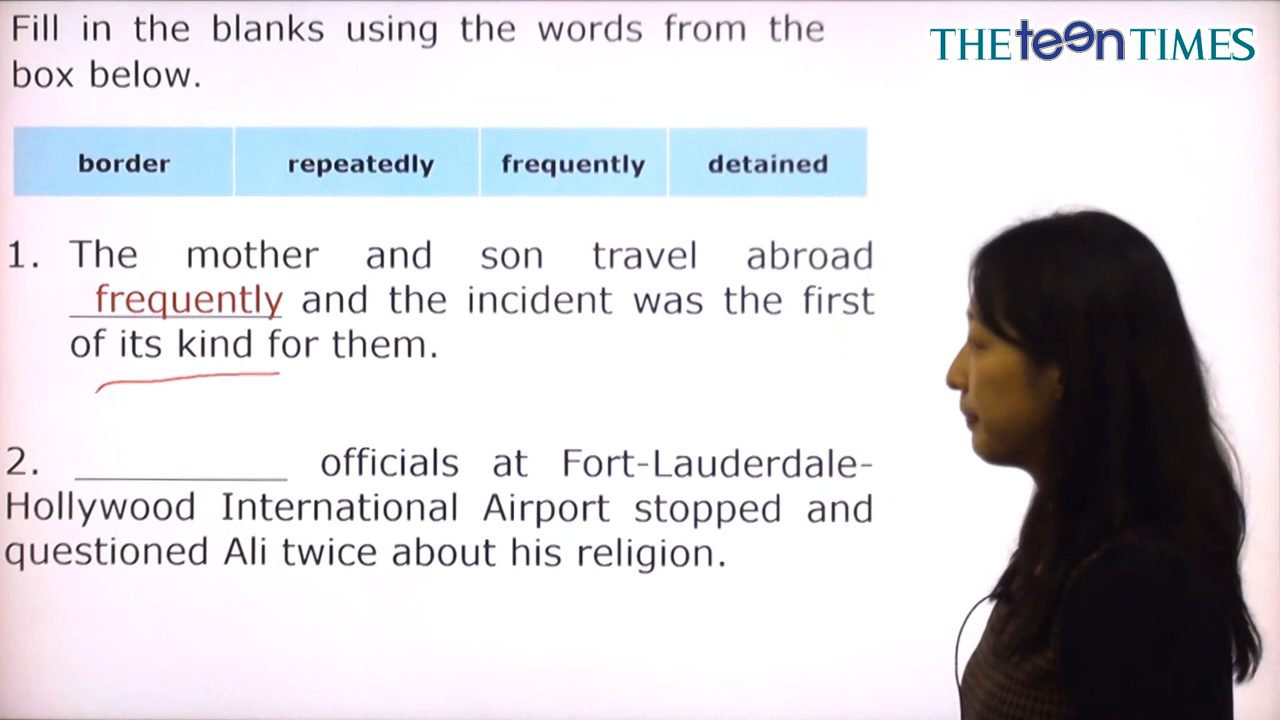 Fill in the blanks using the words from the
box below.
THE teen TIMES
border repeatedly frequently detained
1. The mother and son travel abroad
frequently and the incident was the first
of its kind for them.
2. ____________ officials at Fort-Lauderdale-
Hollywood International Airport stopped and
questioned Ali twice about his religion.